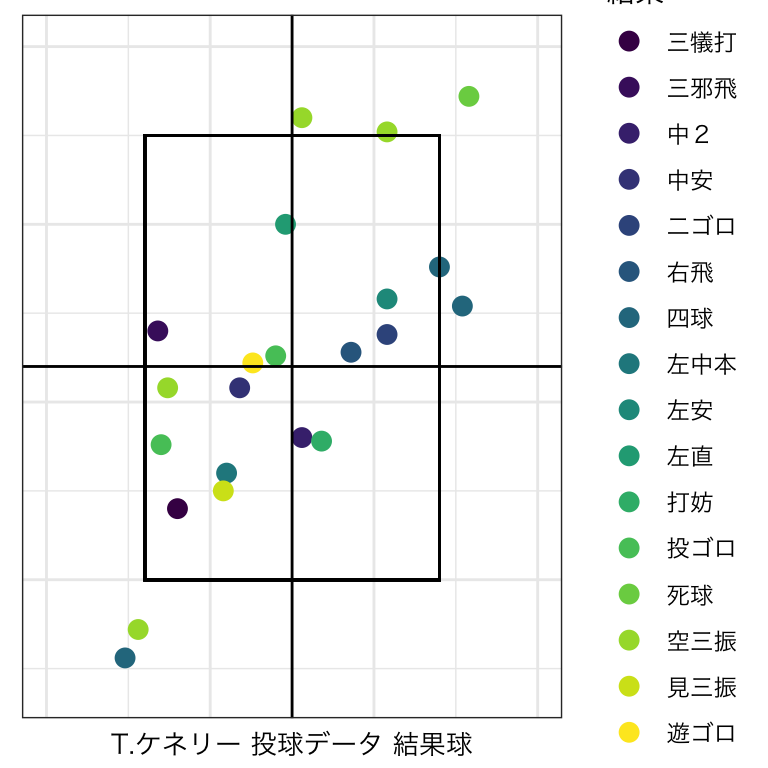 結果
三犠打
三邪飛
中２
中安
二ゴロ
右飛
四球
左中本
左安
左直
打妨
投ゴロ
死球
空三振
見三振
遊ゴロ
T.ケネリー 投球データ 結果球